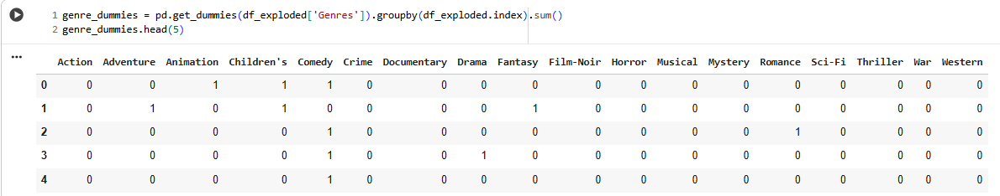 1 genre_dummies = pd.get_dummies(df_exploded['Genres']).groupby(df_exploded.index).sum()
2 genre_dummies.head(5)
...
Action Adventure Animation Children's Comedy Crime Documentary Drama Fantasy Film-Noir Horror Musical Mystery Romance Sci-Fi Thriller War Western
0 0 0 1 1 1 0 0 0 0 0 0 0 0 0 0 0 0 0
1 0 1 0 1 0 0 0 0 1 0 0 0 0 0 0 0 0 0
2 0 0 0 0 1 0 0 0 0 0 0 0 0 1 0 0 0 0
3 0 0 0 0 1 0 0 1 0 0 0 0 0 0 0 0 0 0
4 0 0 0 0 1 0 0 0 0 0 0 0 0 0 0 0 0 0